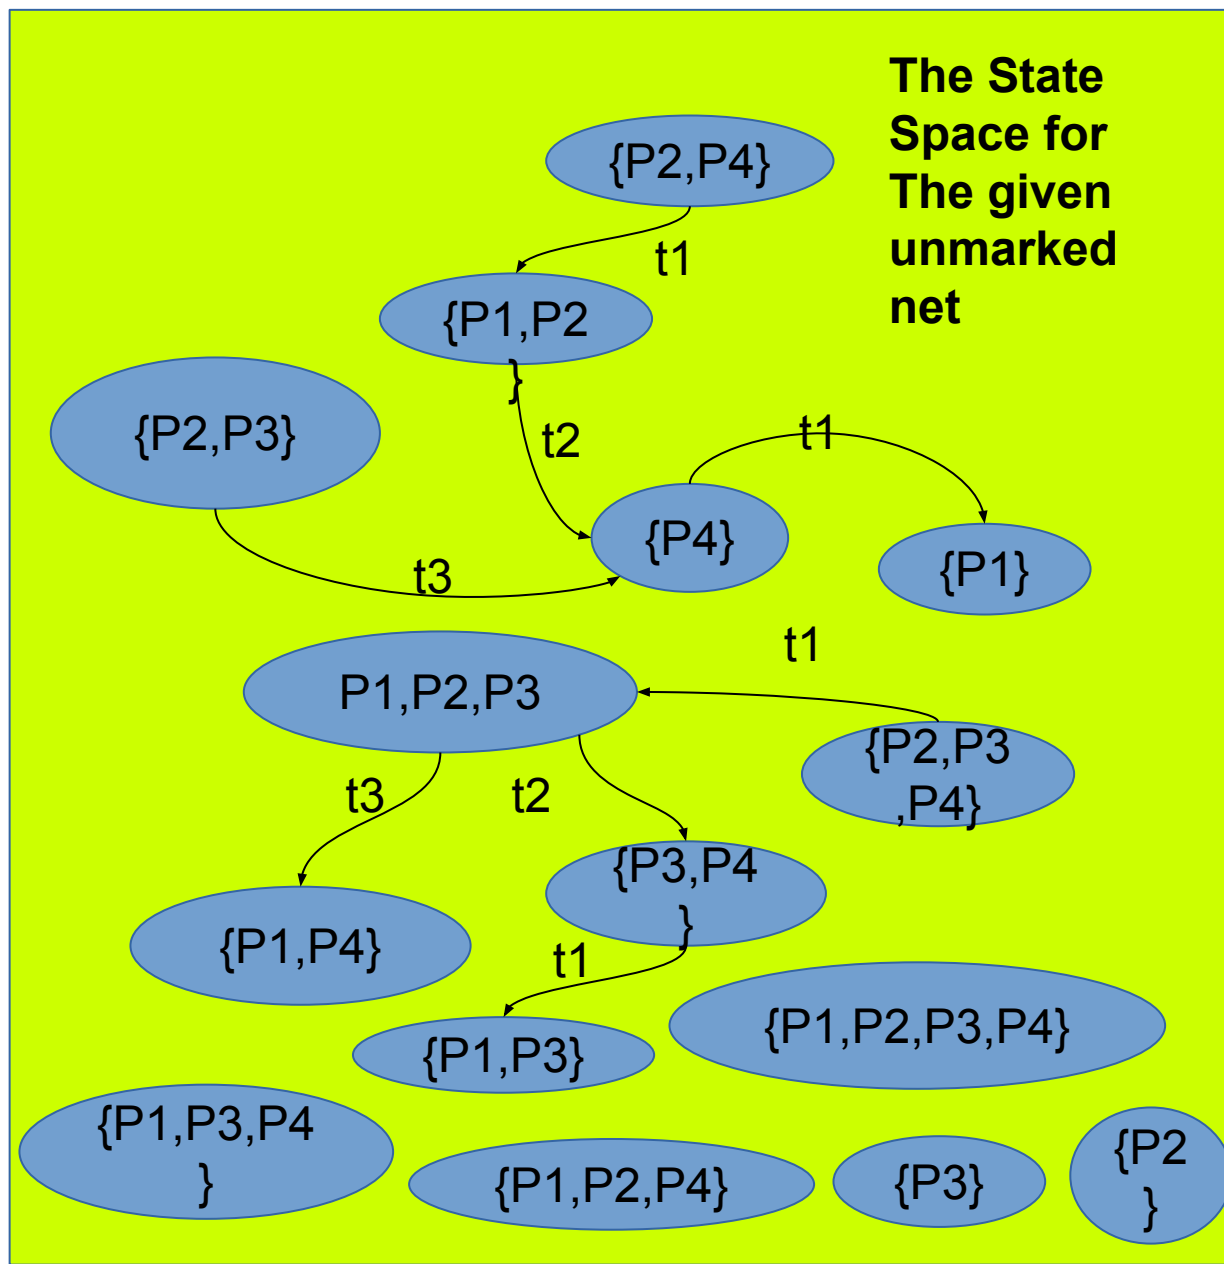 The State
Space for
The given
unmarked
net
{P2,P4}
t1
{P1,P2
}
{P2,P3}
t2
t1
{P4}
{P1}
t3
t1
P1,P2,P3
{P2,P3
,P4}
t3
t2
{P3,P4
}
{P1,P4}
t1
{P1,P3}
{P1,P2,P3,P4}
{P1,P3,P4
}
{P1,P2,P4}
{P3}
{P2
}